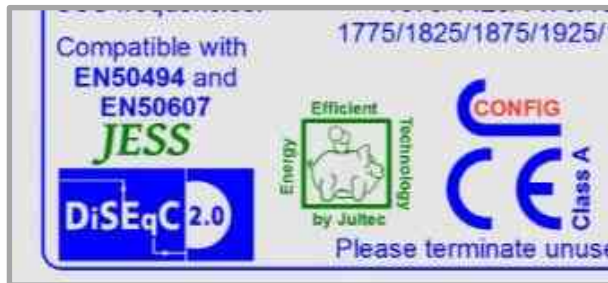 1775/1825/1875/1925/
Compatible with
EN50494 and
EN50607
JESS
DiSEqC 2.0
Efficient
Energy
Technology
by Jultec
CONFIG
CE
Class A
Please terminate